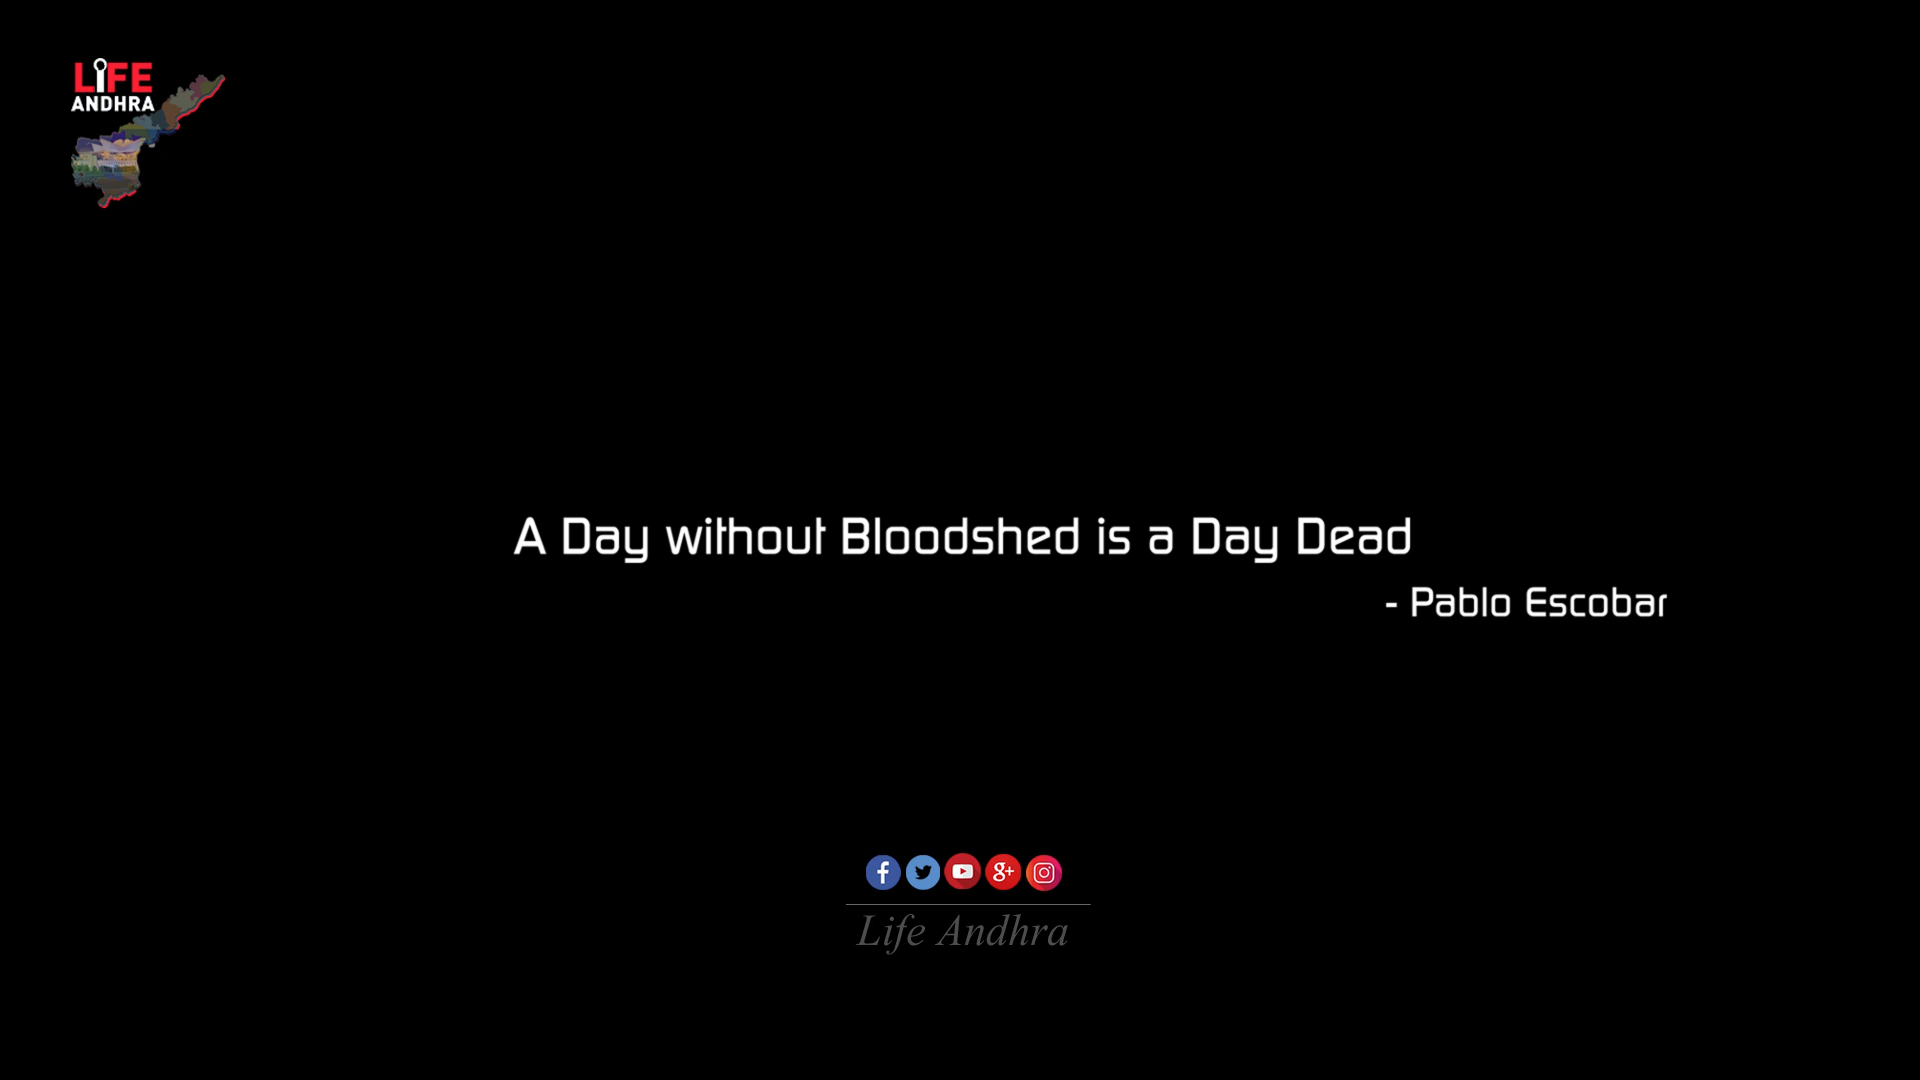 LiFE
ANDHRA
A Day without Bloodshed is a Day Dead
- Pablo Escobar
f g+
Life Andhra